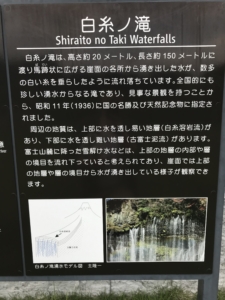 白糸ノ滝
Shiraito no Taki Waterfalls
白糸ノ滝は、高さ約20メートル、長さ約150メートルに
渡り馬蹄状に広がる崖面の各所から湧き出した水が、数多
の白い糸を垂らしたように流れ落ちています。全国的にも
珍しい湧水からなる滝であり、見事な景観を持つことか
ら、昭和11年(1936)に国の名勝及び天然記念物に指定さ
れました。
周辺の地質は、上部に水を透し易い地層(白糸溶岩流)が
あり、下部に水を透し難い地層(古富士泥流)があります。
富士山麓に降った雪解け水などは、上部の地層の内部や層
の境目を流れ下っていると考えられており、崖面では上部
の地層や層の境目から水が湧き出している様子が観察でき
ます。
白糸ノ滝湧水モデル図